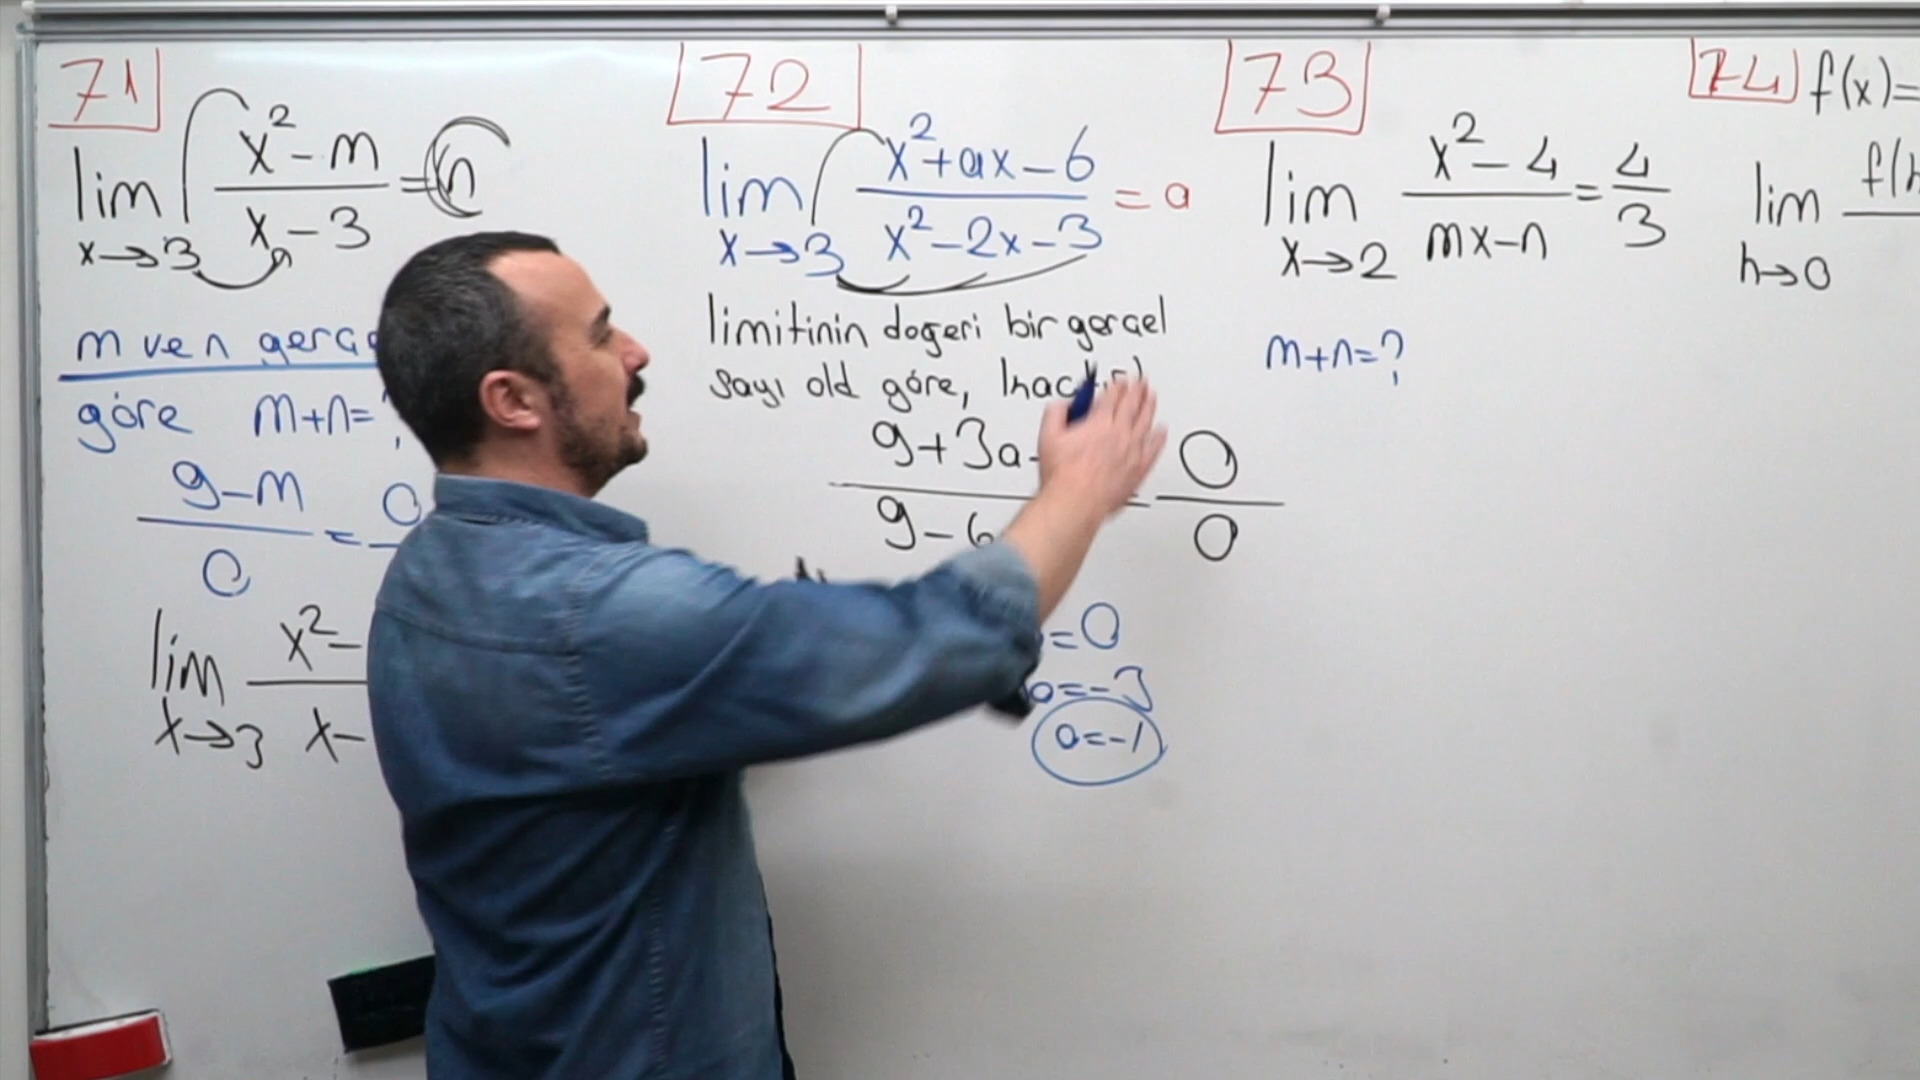 71
lim x→3 x²-m / x-3 = n
m ve n gerç
göre m+n=?
9-m / 0 = 0
lim x→3 x²- / x-
72
lim x→3 x²+ax-6 / x²-2x-3 = a
limitinin değeri bir gerçel
sayı old göre,
9+3a- / 9-6 0/0
=0
a=-3
a=-1
73
lim x→2 x²-4 / mx-n = 4/3
m+n=?
74 f(x)=
lim h→0 f(h